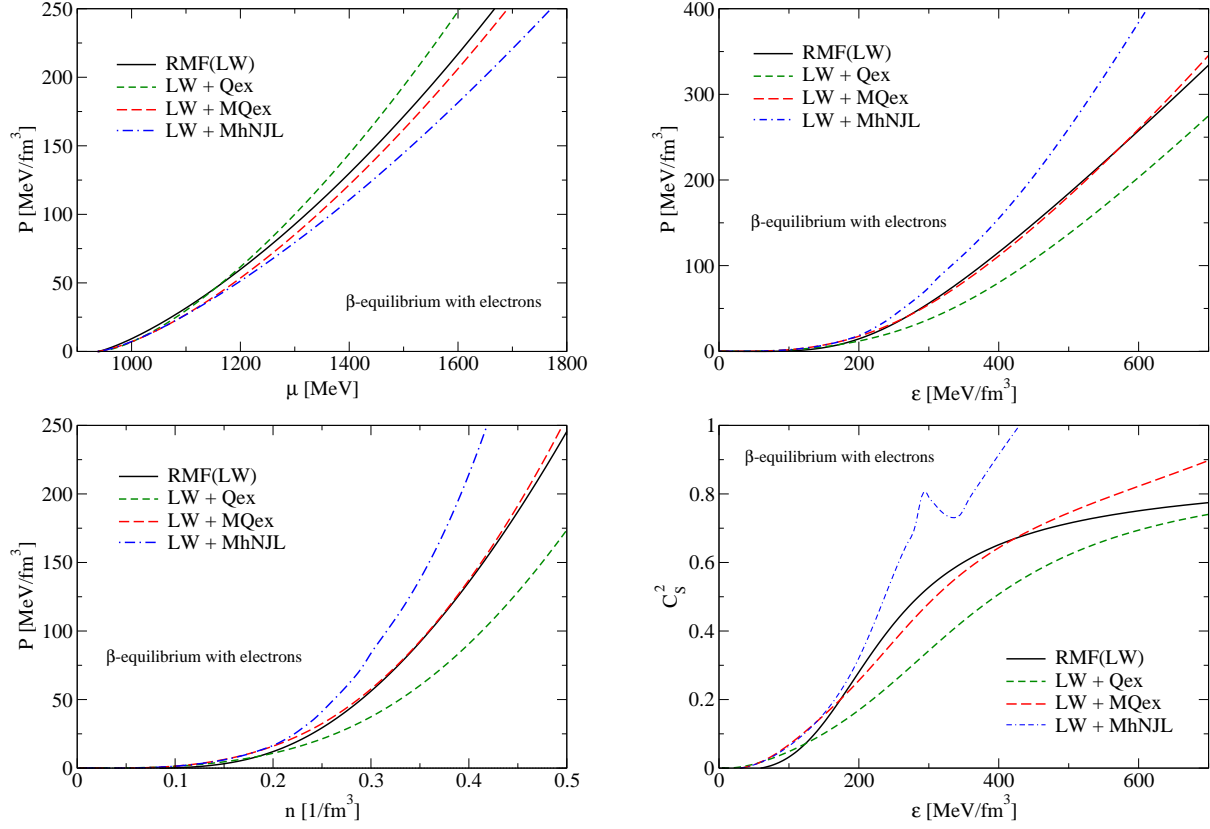 250
200
150
100
50
0
P [MeV/fm³]
RMF(LW)
LW + Qex
LW + MQex
LW + MhNJL
β-equilibrium with electrons
1000 1200 1400 1600 1800
μ [MeV]
400
300
200
100
0
P [MeV/fm³]
RMF(LW)
LW + Qex
LW + MQex
LW + MhNJL
β-equilibrium with electrons
0 200 400 600
ε [MeV/fm³]
250
200
150
100
50
0
P [MeV/fm³]
RMF(LW)
LW + Qex
LW + MQex
LW + MhNJL
β-equilibrium with electrons
0 0.1 0.2 0.3 0.4 0.5
n [1/fm³]
1
0.8
0.6
0.4
0.2
0
C_s²
β-equilibrium with electrons
RMF(LW)
LW + Qex
LW + MQex
LW + MhNJL
0 200 400 600
ε [MeV/fm³]